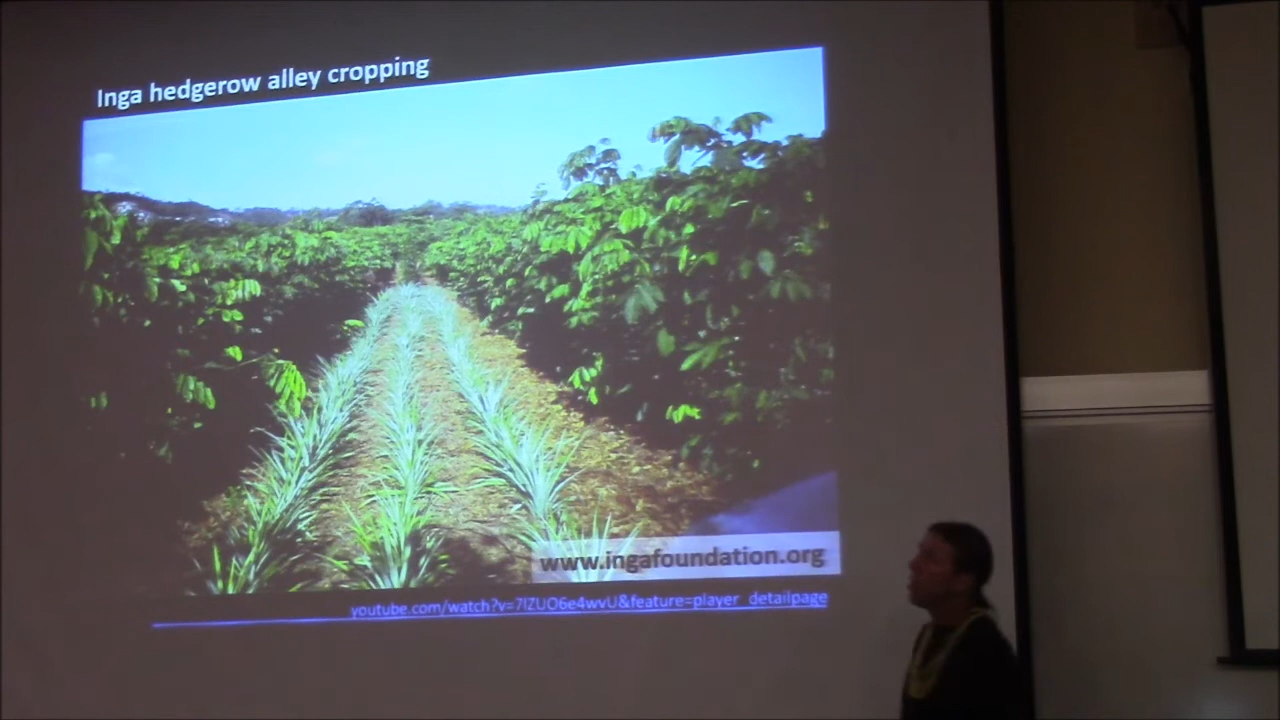 Inga hedgerow alley cropping
www.ingafoundation.org
youtube.com/watch?v=7IZUO6e4wvU&feature=player_detailpage